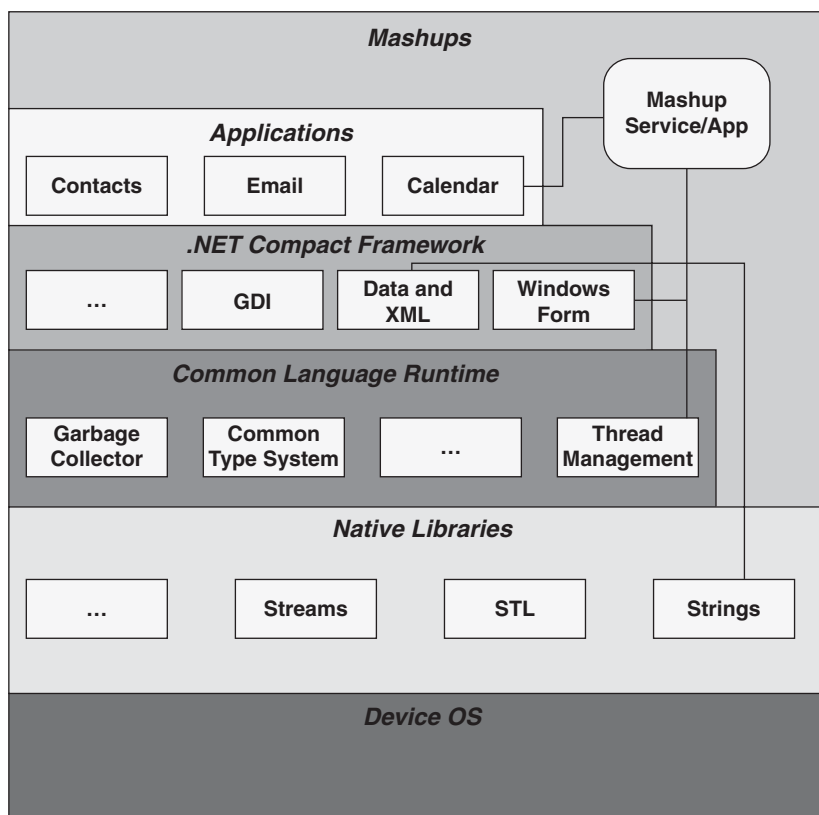 Mashups
Mashup
Service/App
Applications
Contacts
Email
Calendar
.NET Compact Framework
...
GDI
Data and
XML
Windows
Form
Common Language Runtime
Garbage
Collector
Common
Type System
...
Thread
Management
Native Libraries
...
Streams
STL
Strings
Device OS